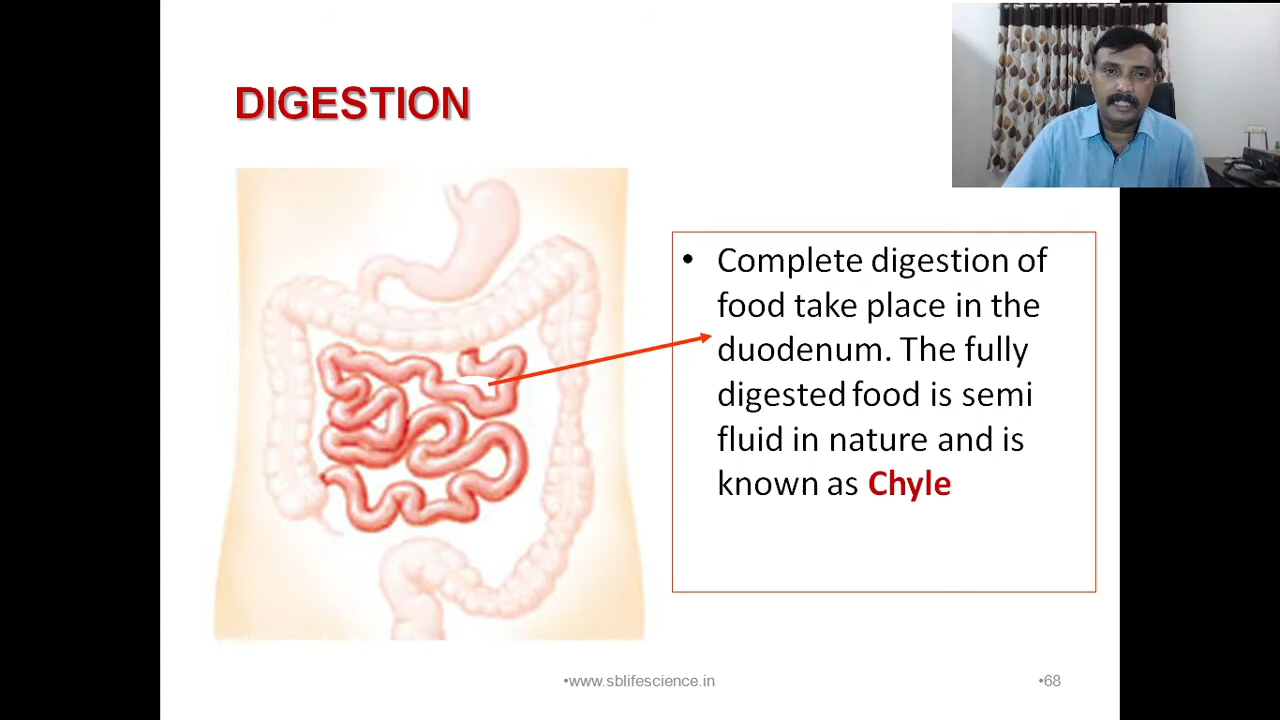 DIGESTION
• Complete digestion of
food take place in the
duodenum. The fully
digested food is semi
fluid in nature and is
known as Chyle
•www.sblifescience.in
•68